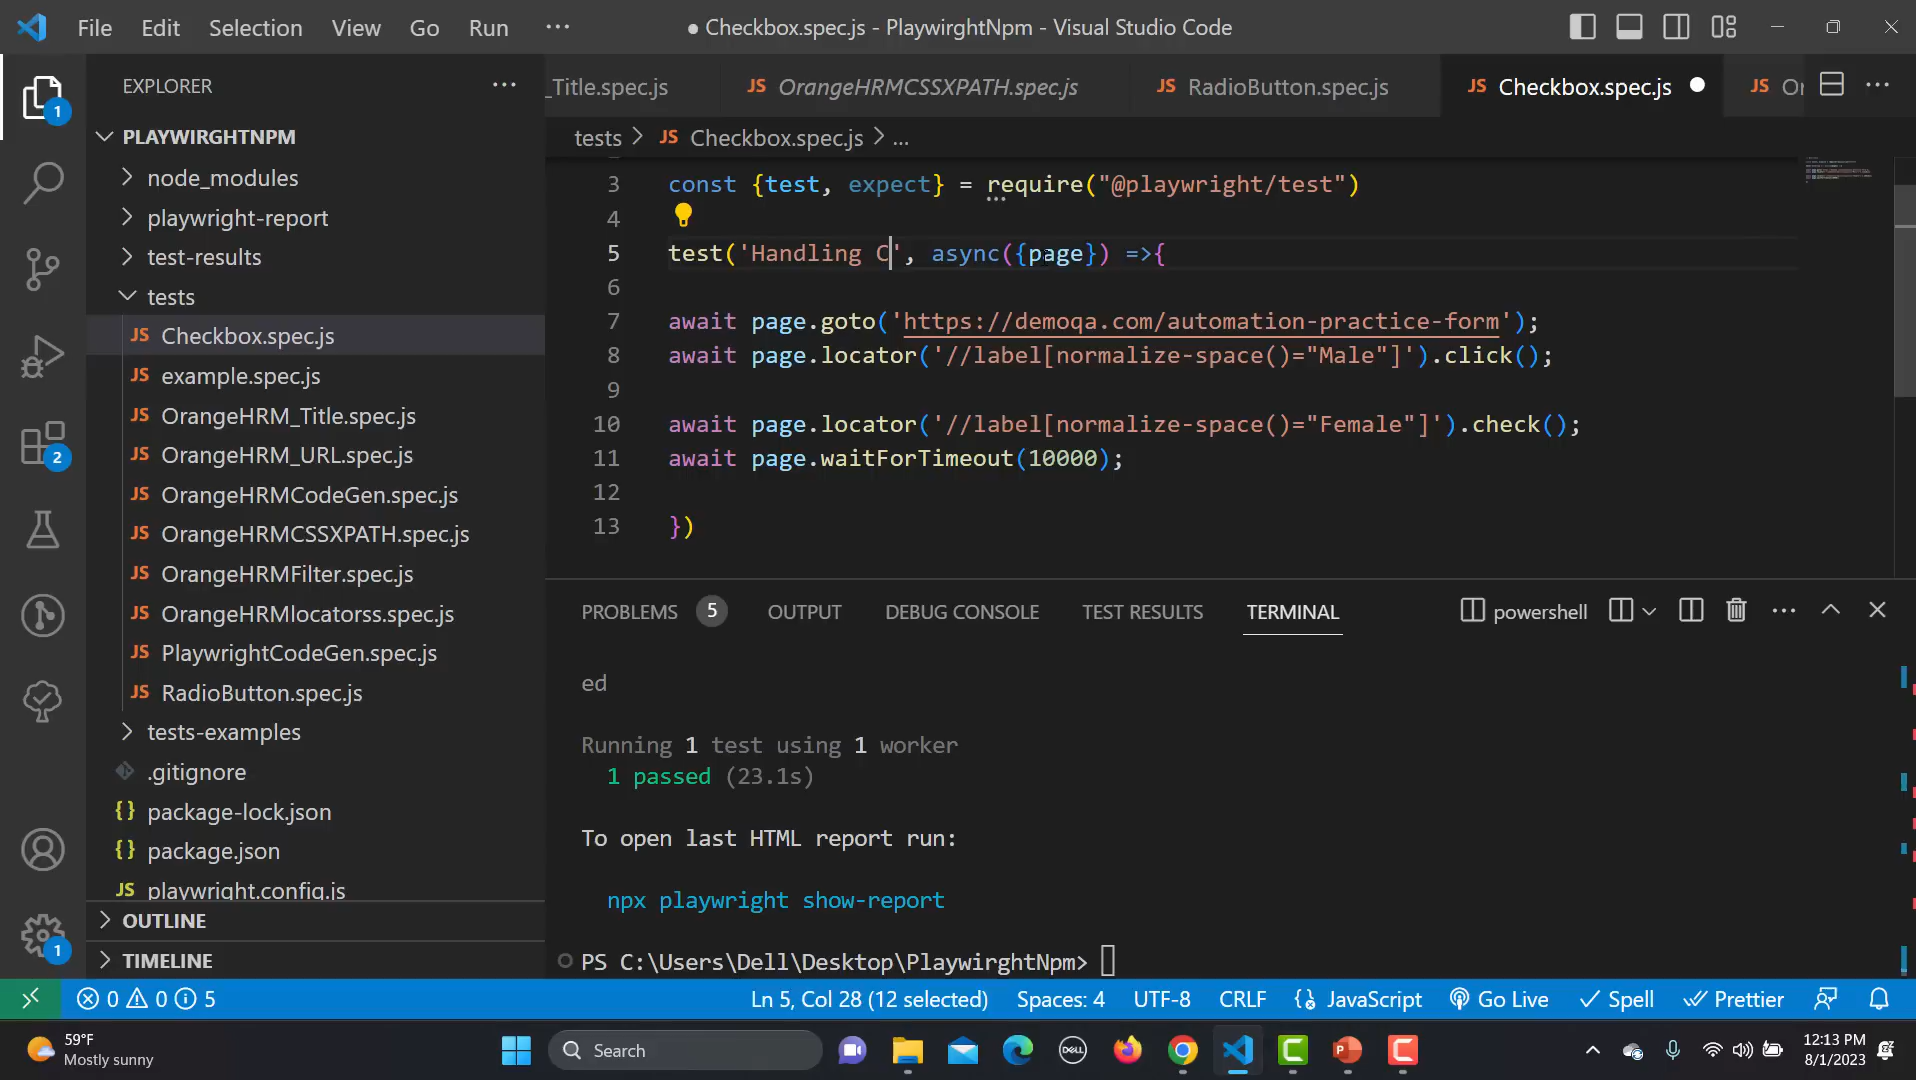 File Edit Selection View Go Run ··· ● Checkbox.spec.js - PlaywirghtNpm - Visual Studio Code
EXPLORER ···
_Title.spec.js JS OrangeHRMCSSXPATH.spec.js JS RadioButton.spec.js JS Checkbox.spec.js ● JS Or ···
1
PLAYWIRGHTNPM
tests > JS Checkbox.spec.js > ...
node_modules
playwright-report
test-results
tests
JS Checkbox.spec.js
JS example.spec.js
JS OrangeHRM_Title.spec.js
JS OrangeHRM_URL.spec.js
JS OrangeHRMCodeGen.spec.js
JS OrangeHRMCSSXPATH.spec.js
JS OrangeHRMFilter.spec.js
JS OrangeHRMlocatorss.spec.js
JS PlaywrightCodeGen.spec.js
JS RadioButton.spec.js
tests-examples
.gitignore
{} package-lock.json
{} package.json
JS playwright.config.js
OUTLINE
TIMELINE
2
1
3 const {test, expect} = require("@playwright/test")
4
5 test('Handling C', async({page}) =>{
6
7 await page.goto('https://demoqa.com/automation-practice-form');
8 await page.locator('//label[normalize-space()="Male"]').click();
9
10 await page.locator('//label[normalize-space()="Female"]').check();
11 await page.waitForTimeout(10000);
12
13 })
PROBLEMS 5 OUTPUT DEBUG CONSOLE TEST RESULTS TERMINAL powershell ···
ed
Running 1 test using 1 worker
1 passed (23.1s)
To open last HTML report run:
npx playwright show-report
PS C:\Users\Dell\Desktop\PlaywirghtNpm>
0 0 5 Ln 5, Col 28 (12 selected) Spaces: 4 UTF-8 CRLF {} JavaScript Go Live Spell Prettier
59°F
Mostly sunny
Search
DELL
12:13 PM
8/1/2023